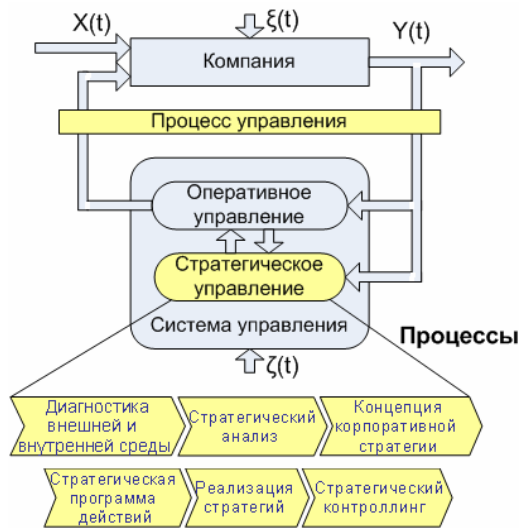 X(t)
ξ(t)
Y(t)
Компания
Процесс управления
Оперативное
управление
Стратегическое
управление
Система управления
Процессы
ζ(t)
Диагностика
внешней и
внутренней среды
Стратегический
анализ
Концепция
корпоративной
стратегии
Стратегическая
программа
действий
Реализация
стратегий
Стратегический
контроллинг